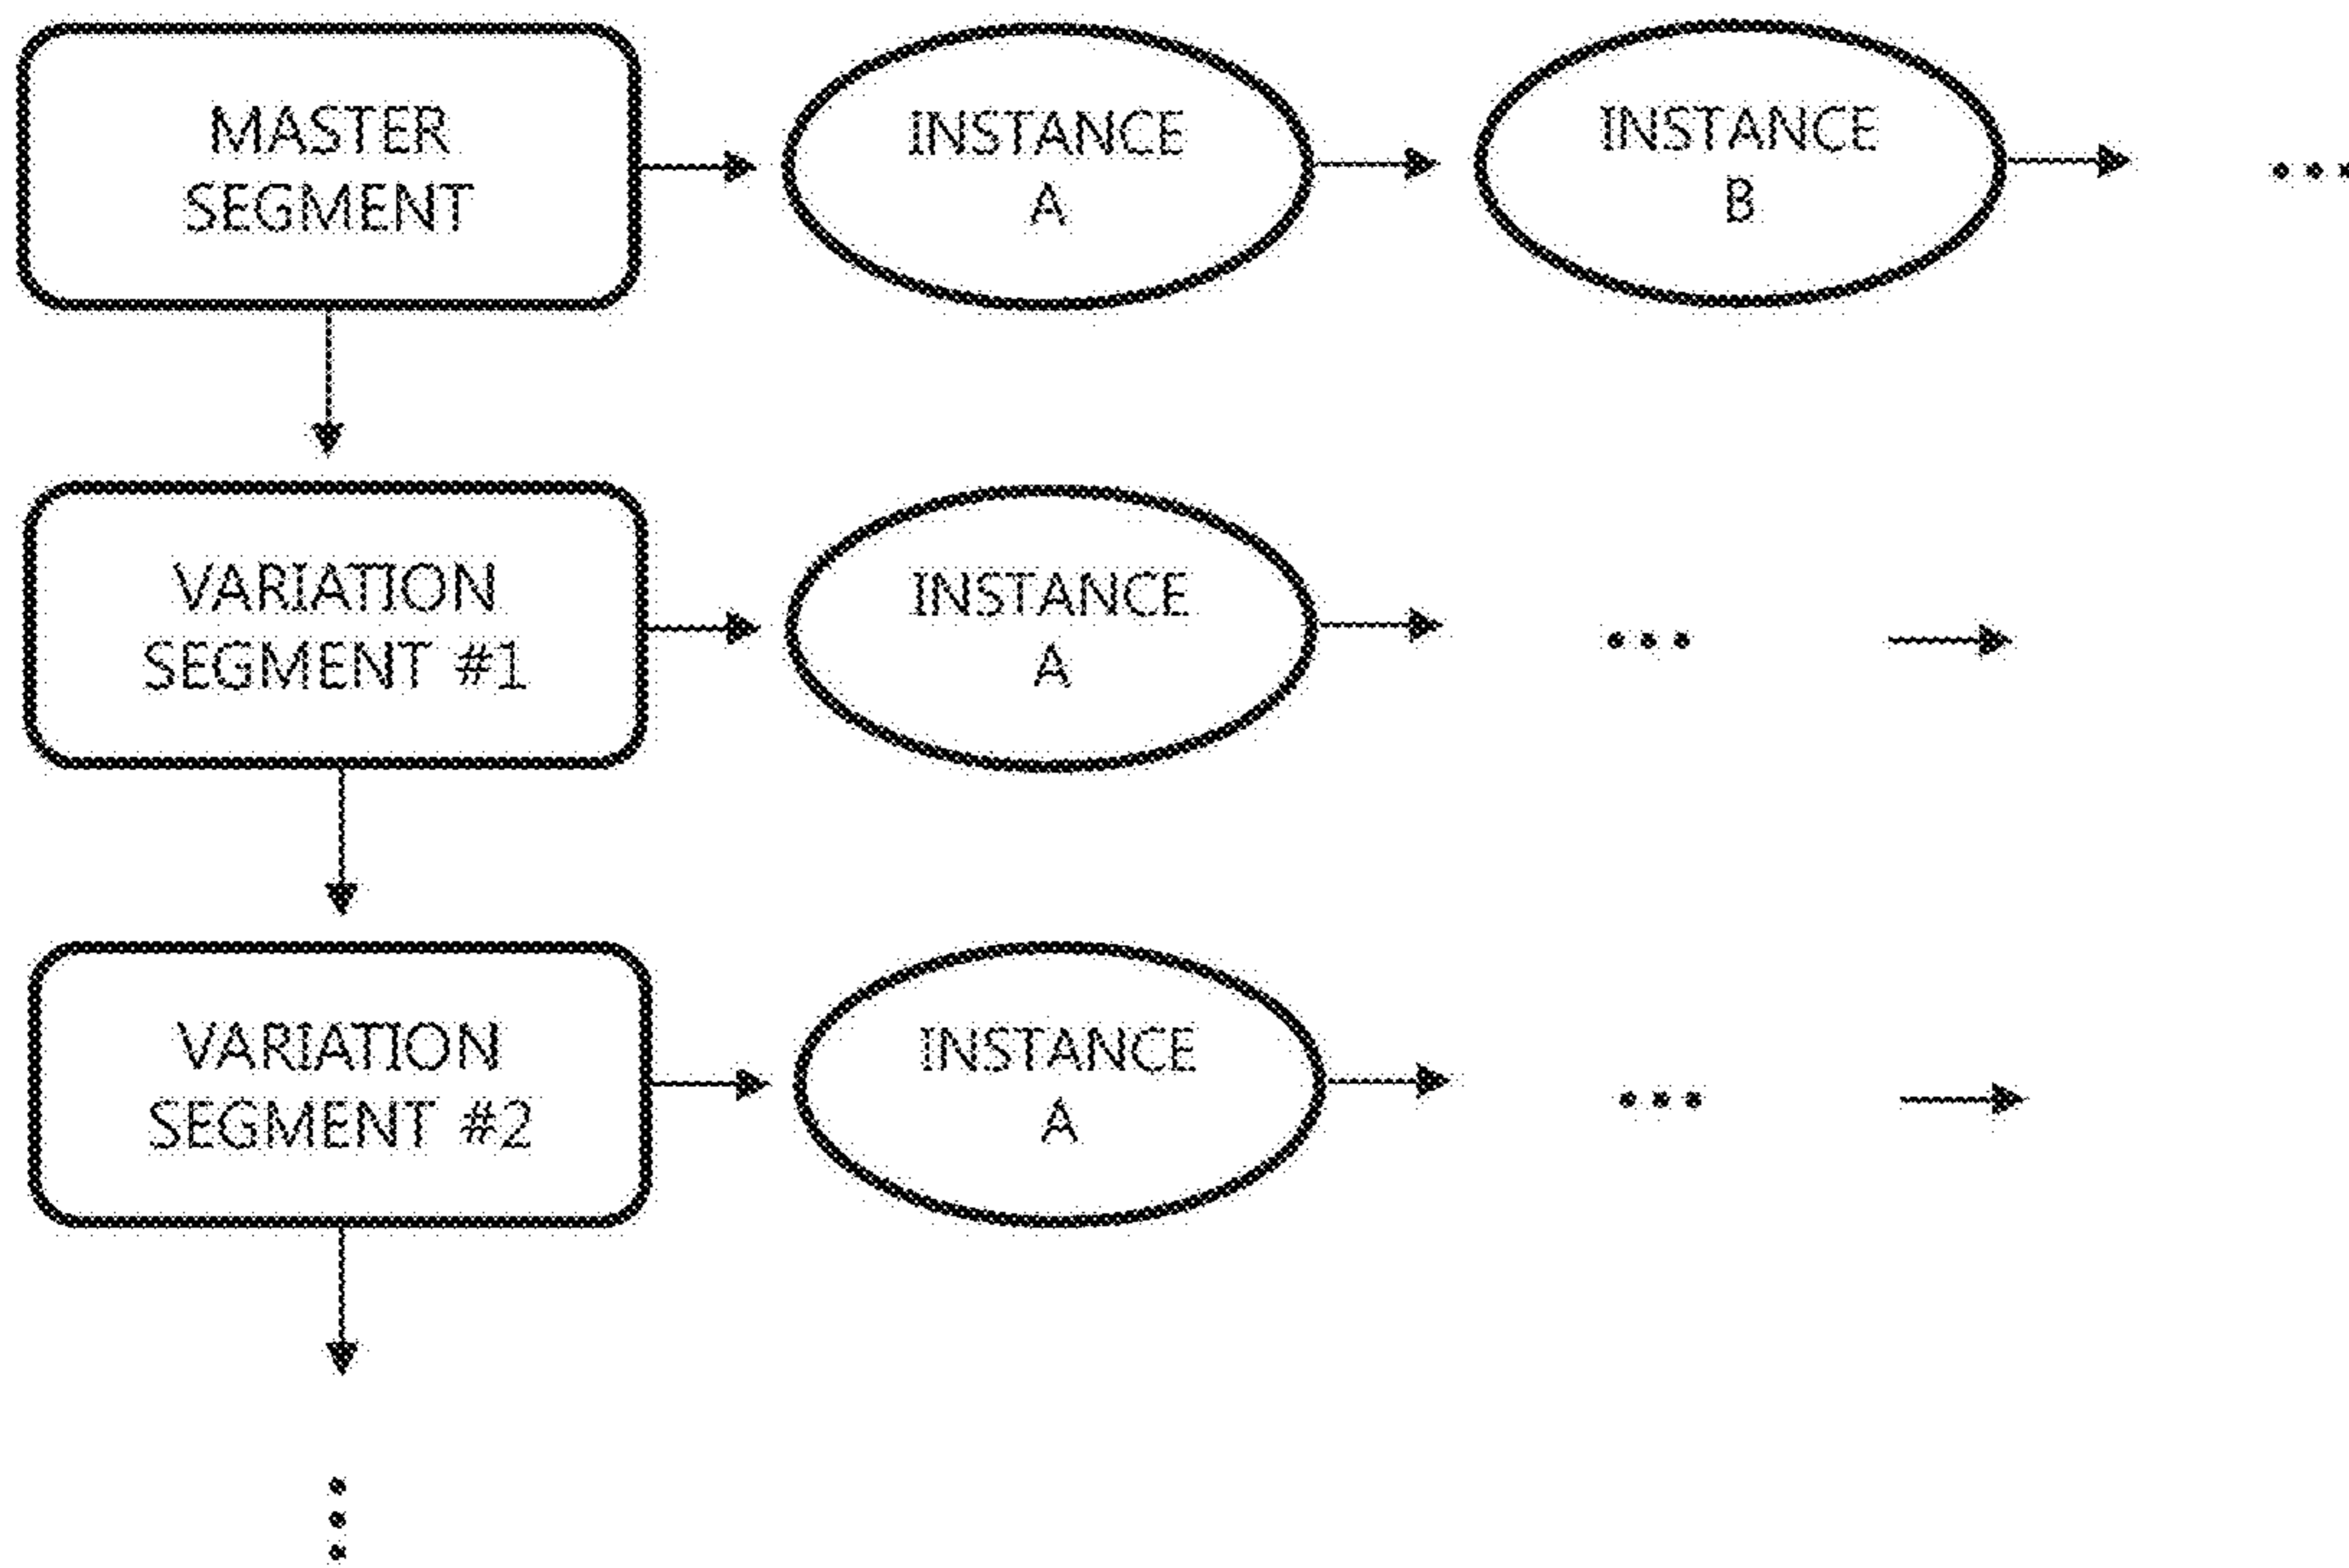 MASTER
SEGMENT
INSTANCE
A
INSTANCE
B
...
VARIATION
SEGMENT #1
INSTANCE
A
...
VARIATION
SEGMENT #2
INSTANCE
A
...
...